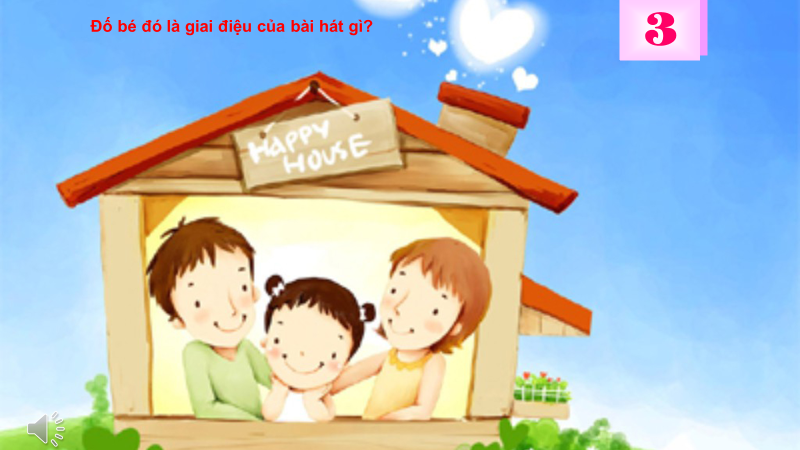 Đố bé đó là giai điệu của bài hát gì?
3
HAPPY
HOUSE